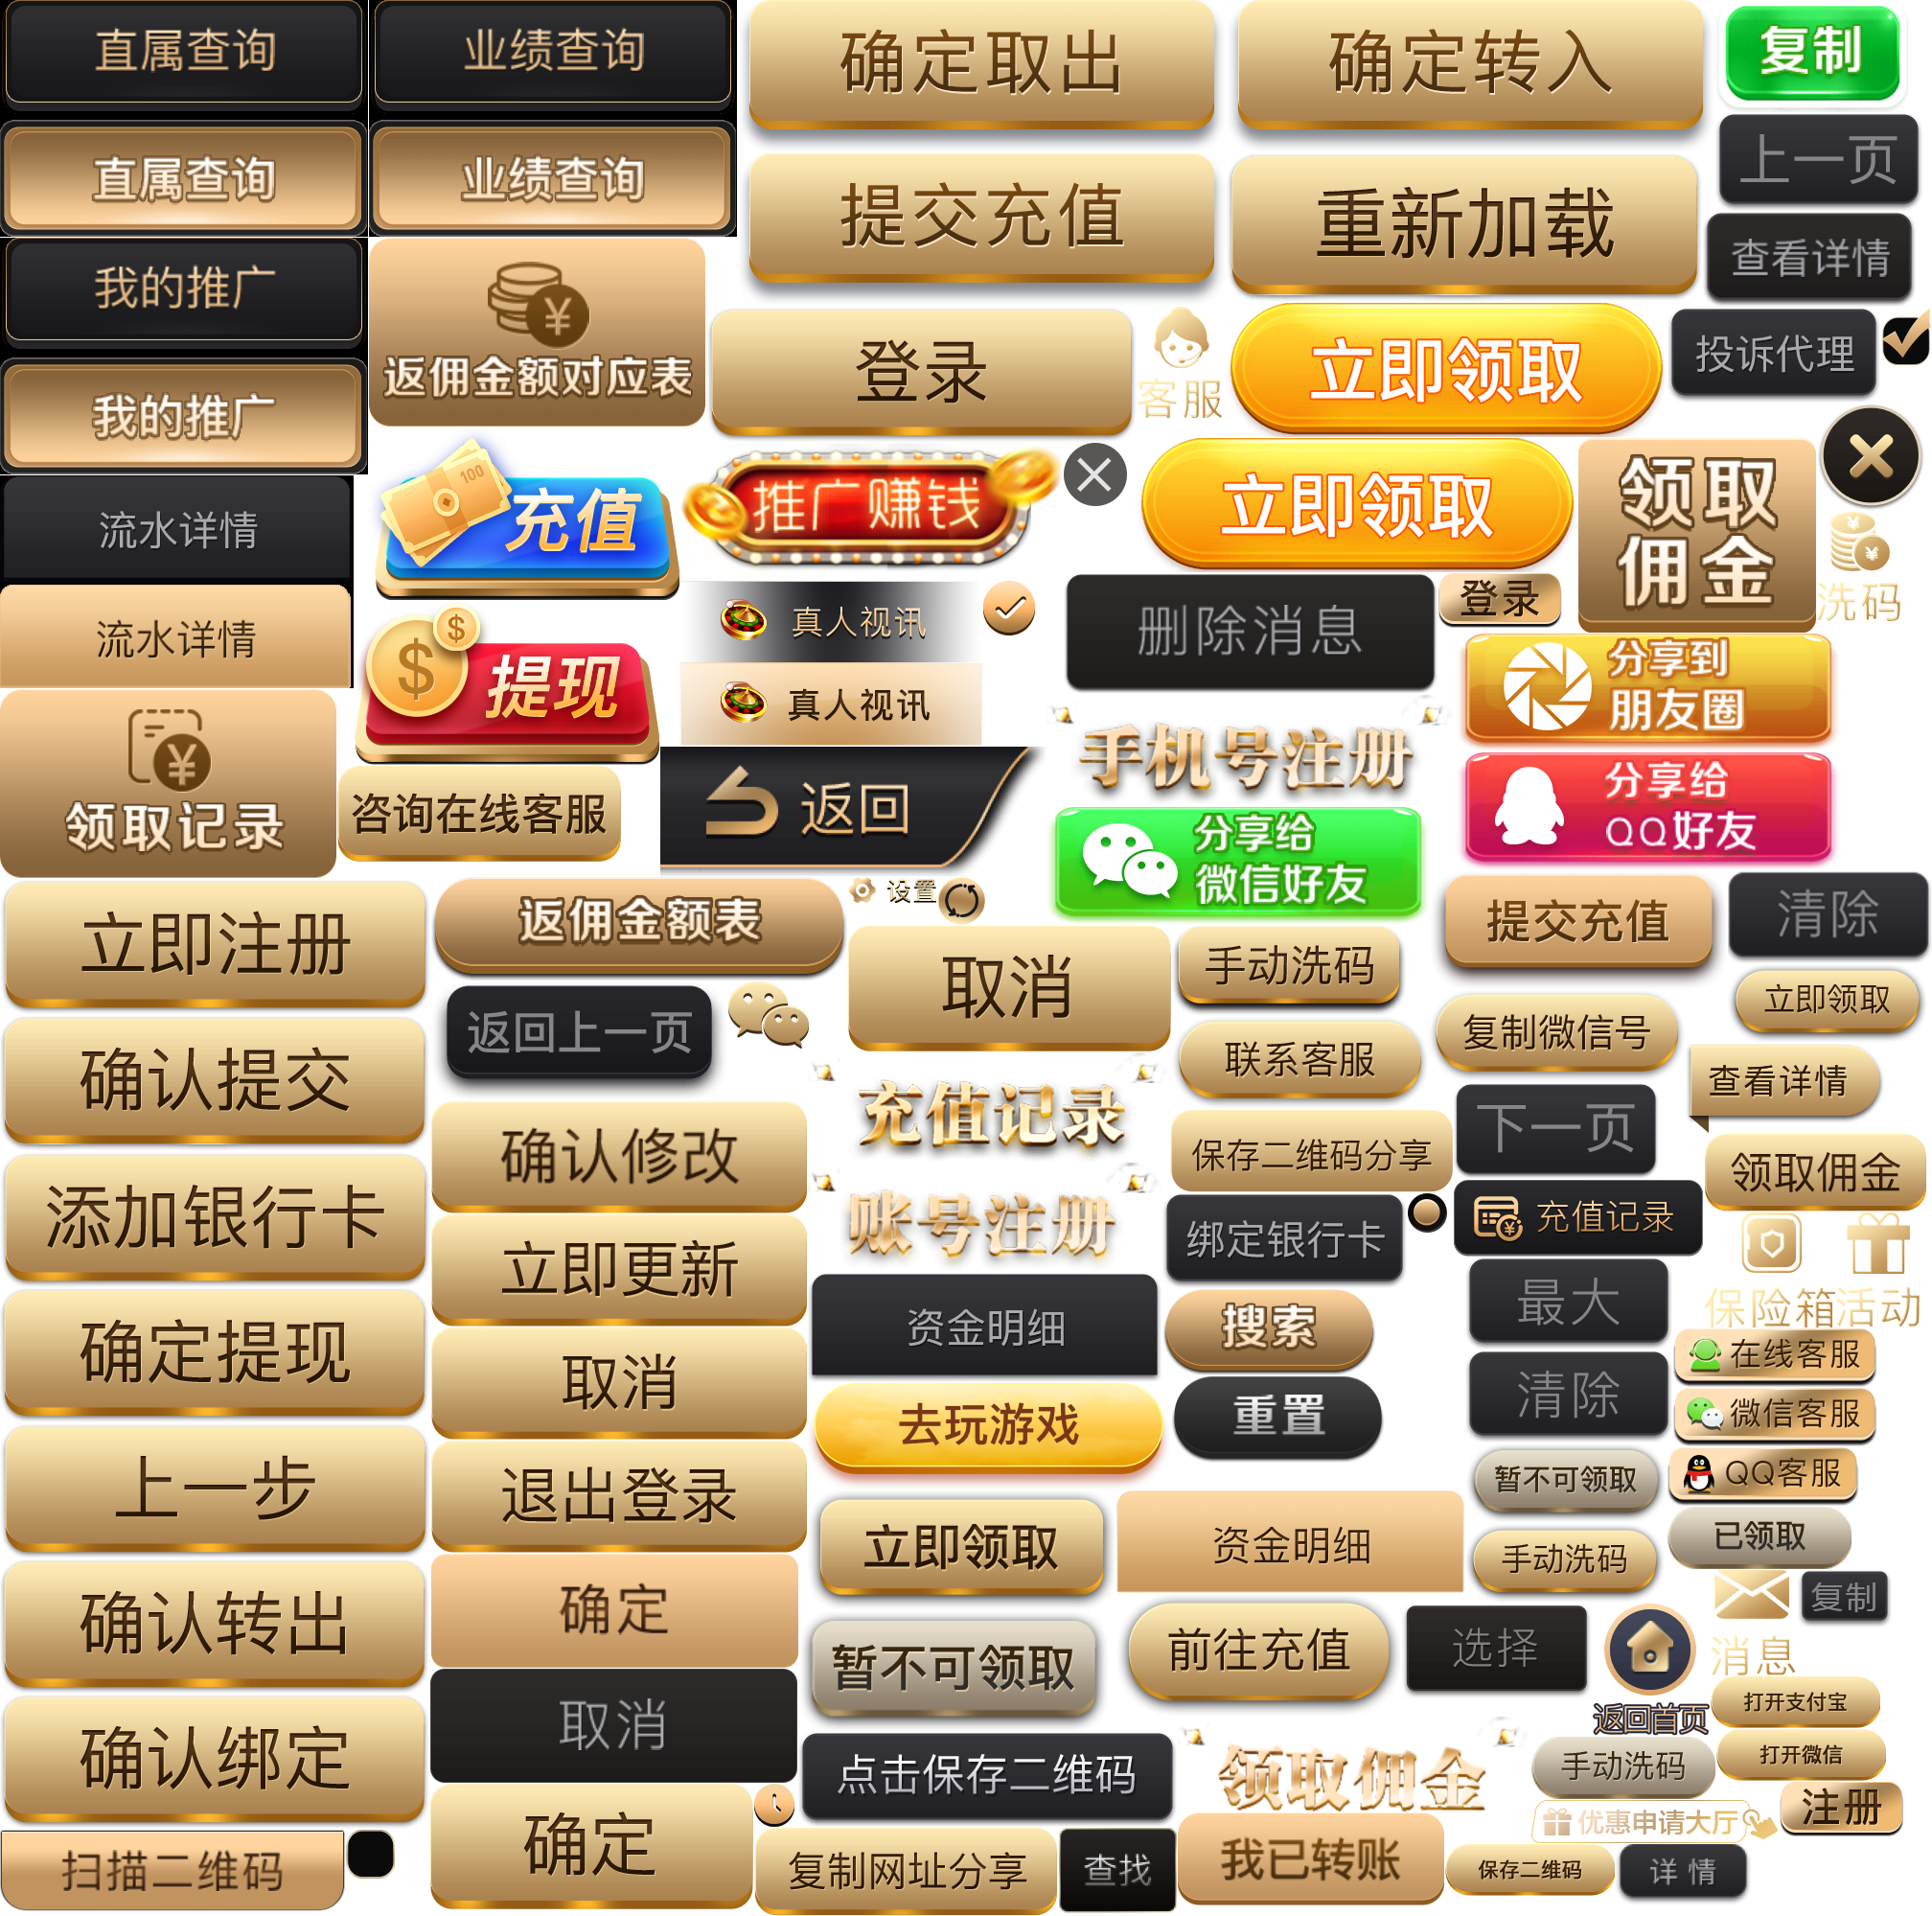 直属查询
业绩查询
确定取出
确定转入
复制
直属查询
业绩查询
提交充值
重新加载
上一页
查看详情
我的推广
¥
返佣金额对应表
登录
客服
立即领取
投诉代理
我的推广
100
充值
推广赚钱
立即领取
领取
佣金
¥
¥
洗码
流水详情
流水详情
$
$
提现
真人视讯
真人视讯
删除消息
登录
分享到
朋友圈
¥
领取记录
咨询在线客服
返回
手机号注册
分享给
微信好友
分享给
QQ好友
立即注册
返佣金额表
设置
取消
手动洗码
提交充值
清除
立即领取
确认提交
返回上一页
联系客服
复制微信号
查看详情
充值记录
保存二维码分享
下一页
领取佣金
添加银行卡
确认修改
账号注册
绑定银行卡
¥
充值记录
保险箱
活动
立即更新
资金明细
搜索
最大
在线客服
确定提现
取消
去玩游戏
重置
清除
微信客服
上一步
退出登录
立即领取
资金明细
暂不可领取
QQ客服
手动洗码
已领取
确认转出
确定
暂不可领取
前往充值
选择
复制
消息
返回首页
打开支付宝
确认绑定
取消
点击保存二维码
领取佣金
手动洗码
打开微信
扫描二维码
确定
复制网址分享
查找
我已转账
优惠申请大厅
注册
保存二维码
详情